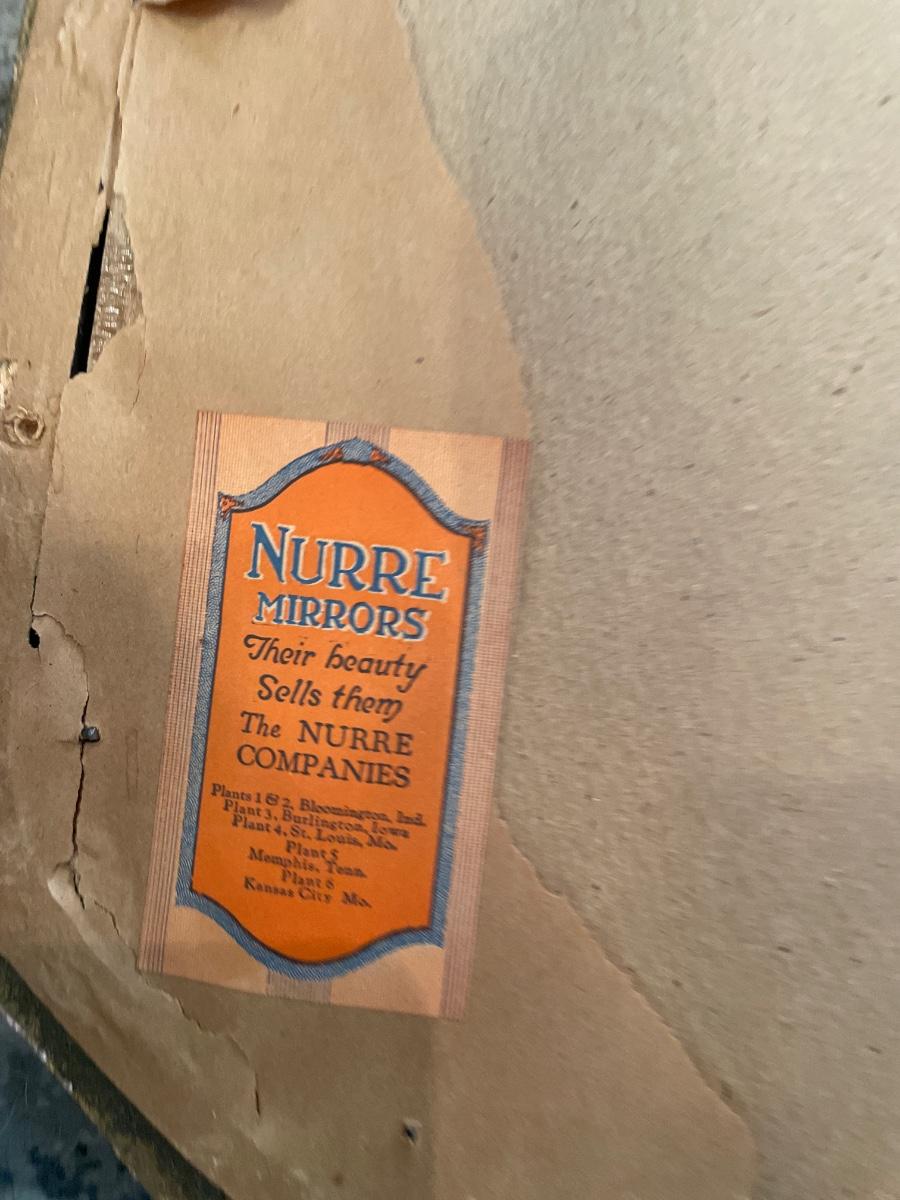 NURRE
MIRRORS
Their beauty
Sells them
The NURRE
COMPANIES
Plants 1 & 2, Bloomington, Ind.
Plant 3, Burlington, Iowa
Plant 4, St. Louis, Mo.
Plant 5
Memphis, Tenn.
Plant 6
Kansas City Mo.